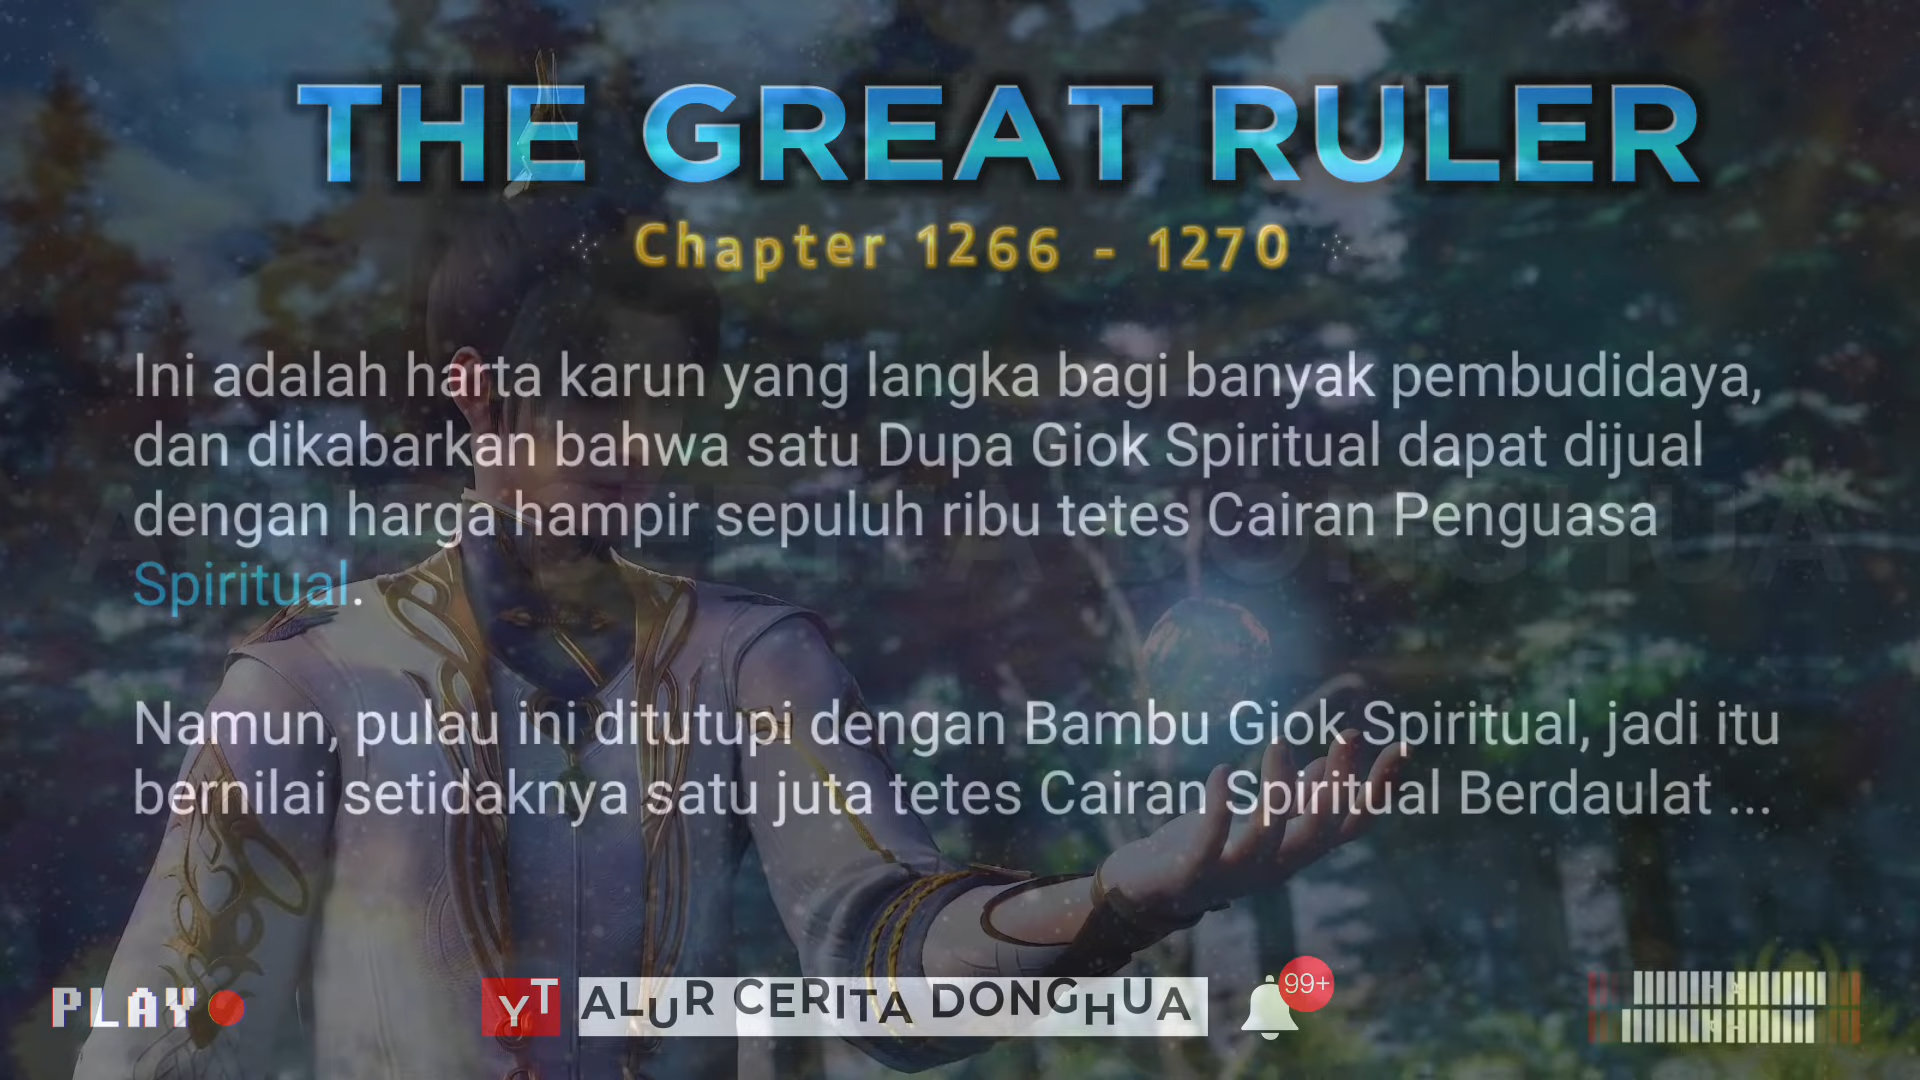 THE GREAT RULER
Chapter 1266 - 1270
Ini adalah harta karun yang langka bagi banyak pembudidaya,
dan dikabarkan bahwa satu Dupa Giok Spiritual dapat dijual
dengan harga hampir sepuluh ribu tetes Cairan Penguasa
Spiritual.
Namun, pulau ini ditutupi dengan Bambu Giok Spiritual, jadi itu
bernilai setidaknya satu juta tetes Cairan Spiritual Berdaulat ...
PLAY
YT ALUR CERITA DONGHUA 99+